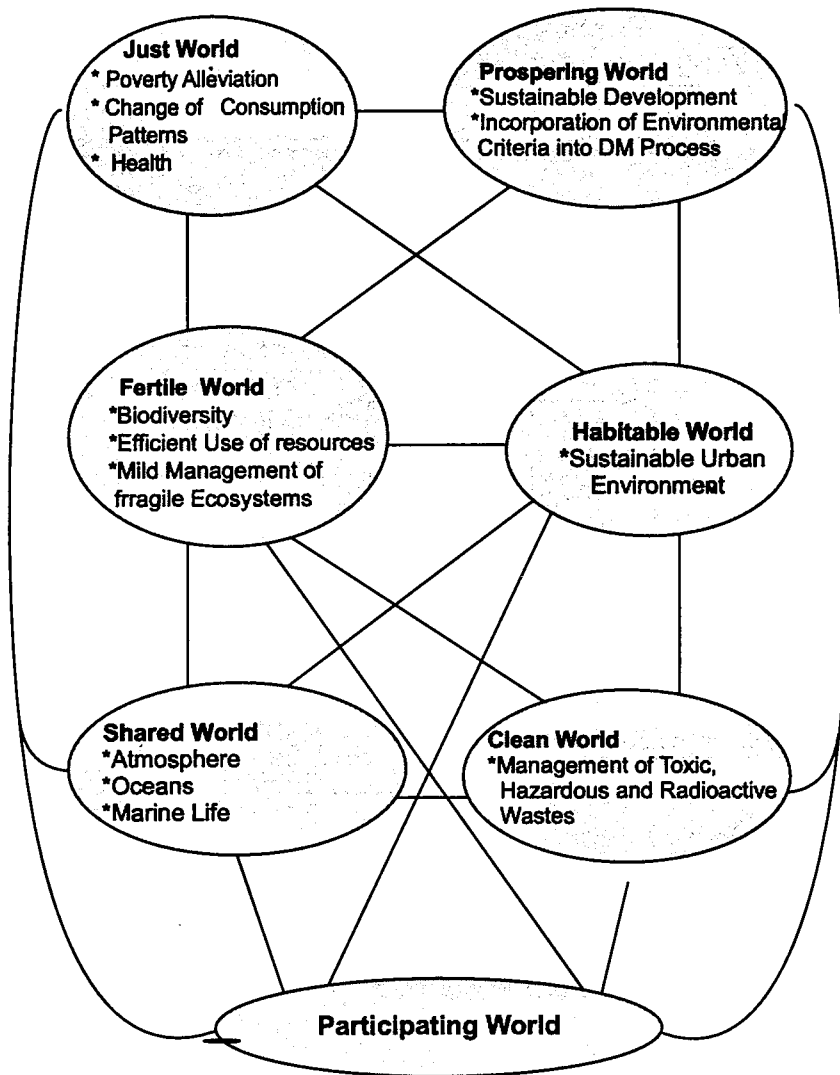 Just World
* Poverty Alleviation
* Change of Consumption
Patterns
* Health
Prospering World
*Sustainable Development
*Incorporation of Environmental
Criteria into DM Process
Fertile World
*Biodiversity
*Efficient Use of resources
*Mild Management of
frragile Ecosystems
Habitable World
*Sustainable Urban
Environment
Shared World
*Atmosphere
*Oceans
*Marine Life
Clean World
*Management of Toxic,
Hazardous and Radioactive
Wastes
Participating World